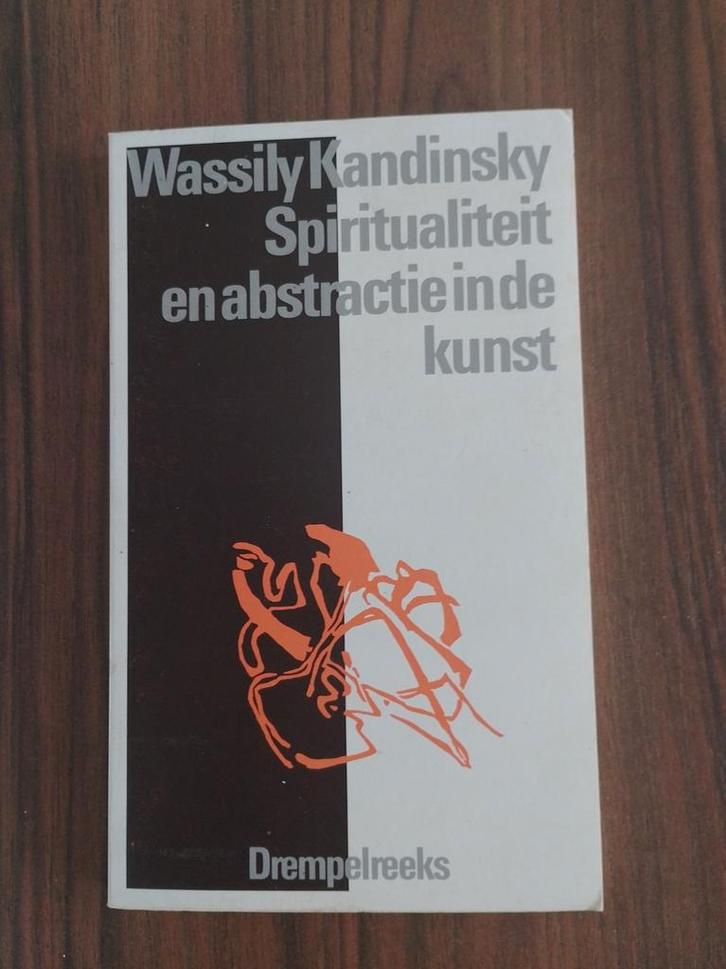 Wassily Kandinsky
Spiritualiteit
en abstractie in de
kunst
Drempelreeks